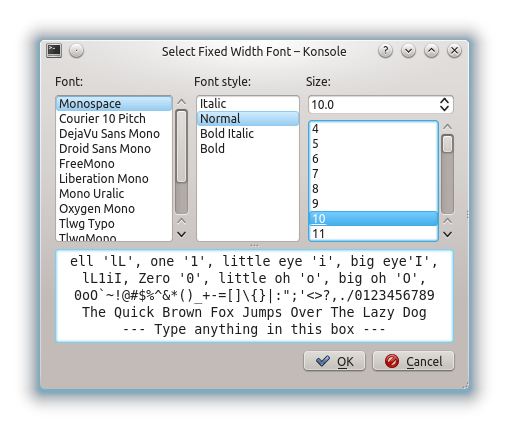 Select Fixed Width Font – Konsole
Font:
Font style:
Size:
Monospace
Courier 10 Pitch
DejaVu Sans Mono
Droid Sans Mono
FreeMono
Liberation Mono
Mono Uralic
Oxygen Mono
Tlwg Typo
TlwgMono
Italic
Normal
Bold Italic
Bold
10.0
4
5
6
7
8
9
10
11
ell 'lL', one '1', little eye 'i', big eye'I',
lL1iI, Zero '0', little oh 'o', big oh 'O',
0oO`~!@#$%^&*()_+-=[]\{}|:";'<>?,./0123456789
The Quick Brown Fox Jumps Over The Lazy Dog
--- Type anything in this box ---
OK
Cancel